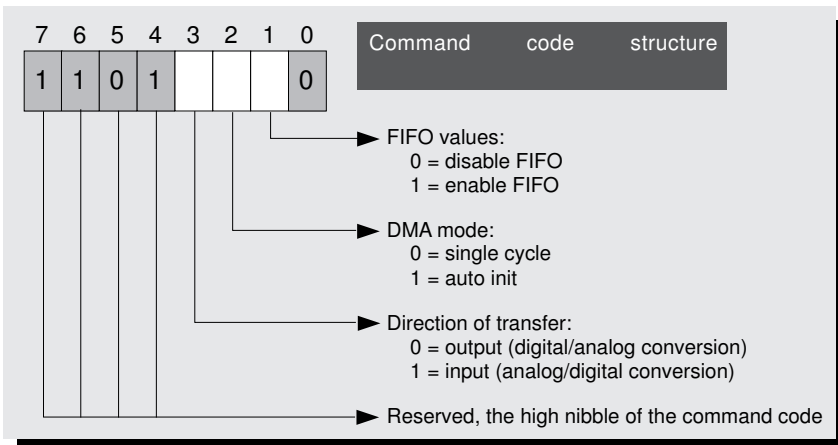 7 6 5 4 3 2 1 0
Command code structure
1 1 0 1 0
FIFO values:
0 = disable FIFO
1 = enable FIFO
DMA mode:
0 = single cycle
1 = auto init
Direction of transfer:
0 = output (digital/analog conversion)
1 = input (analog/digital conversion)
Reserved, the high nibble of the command code